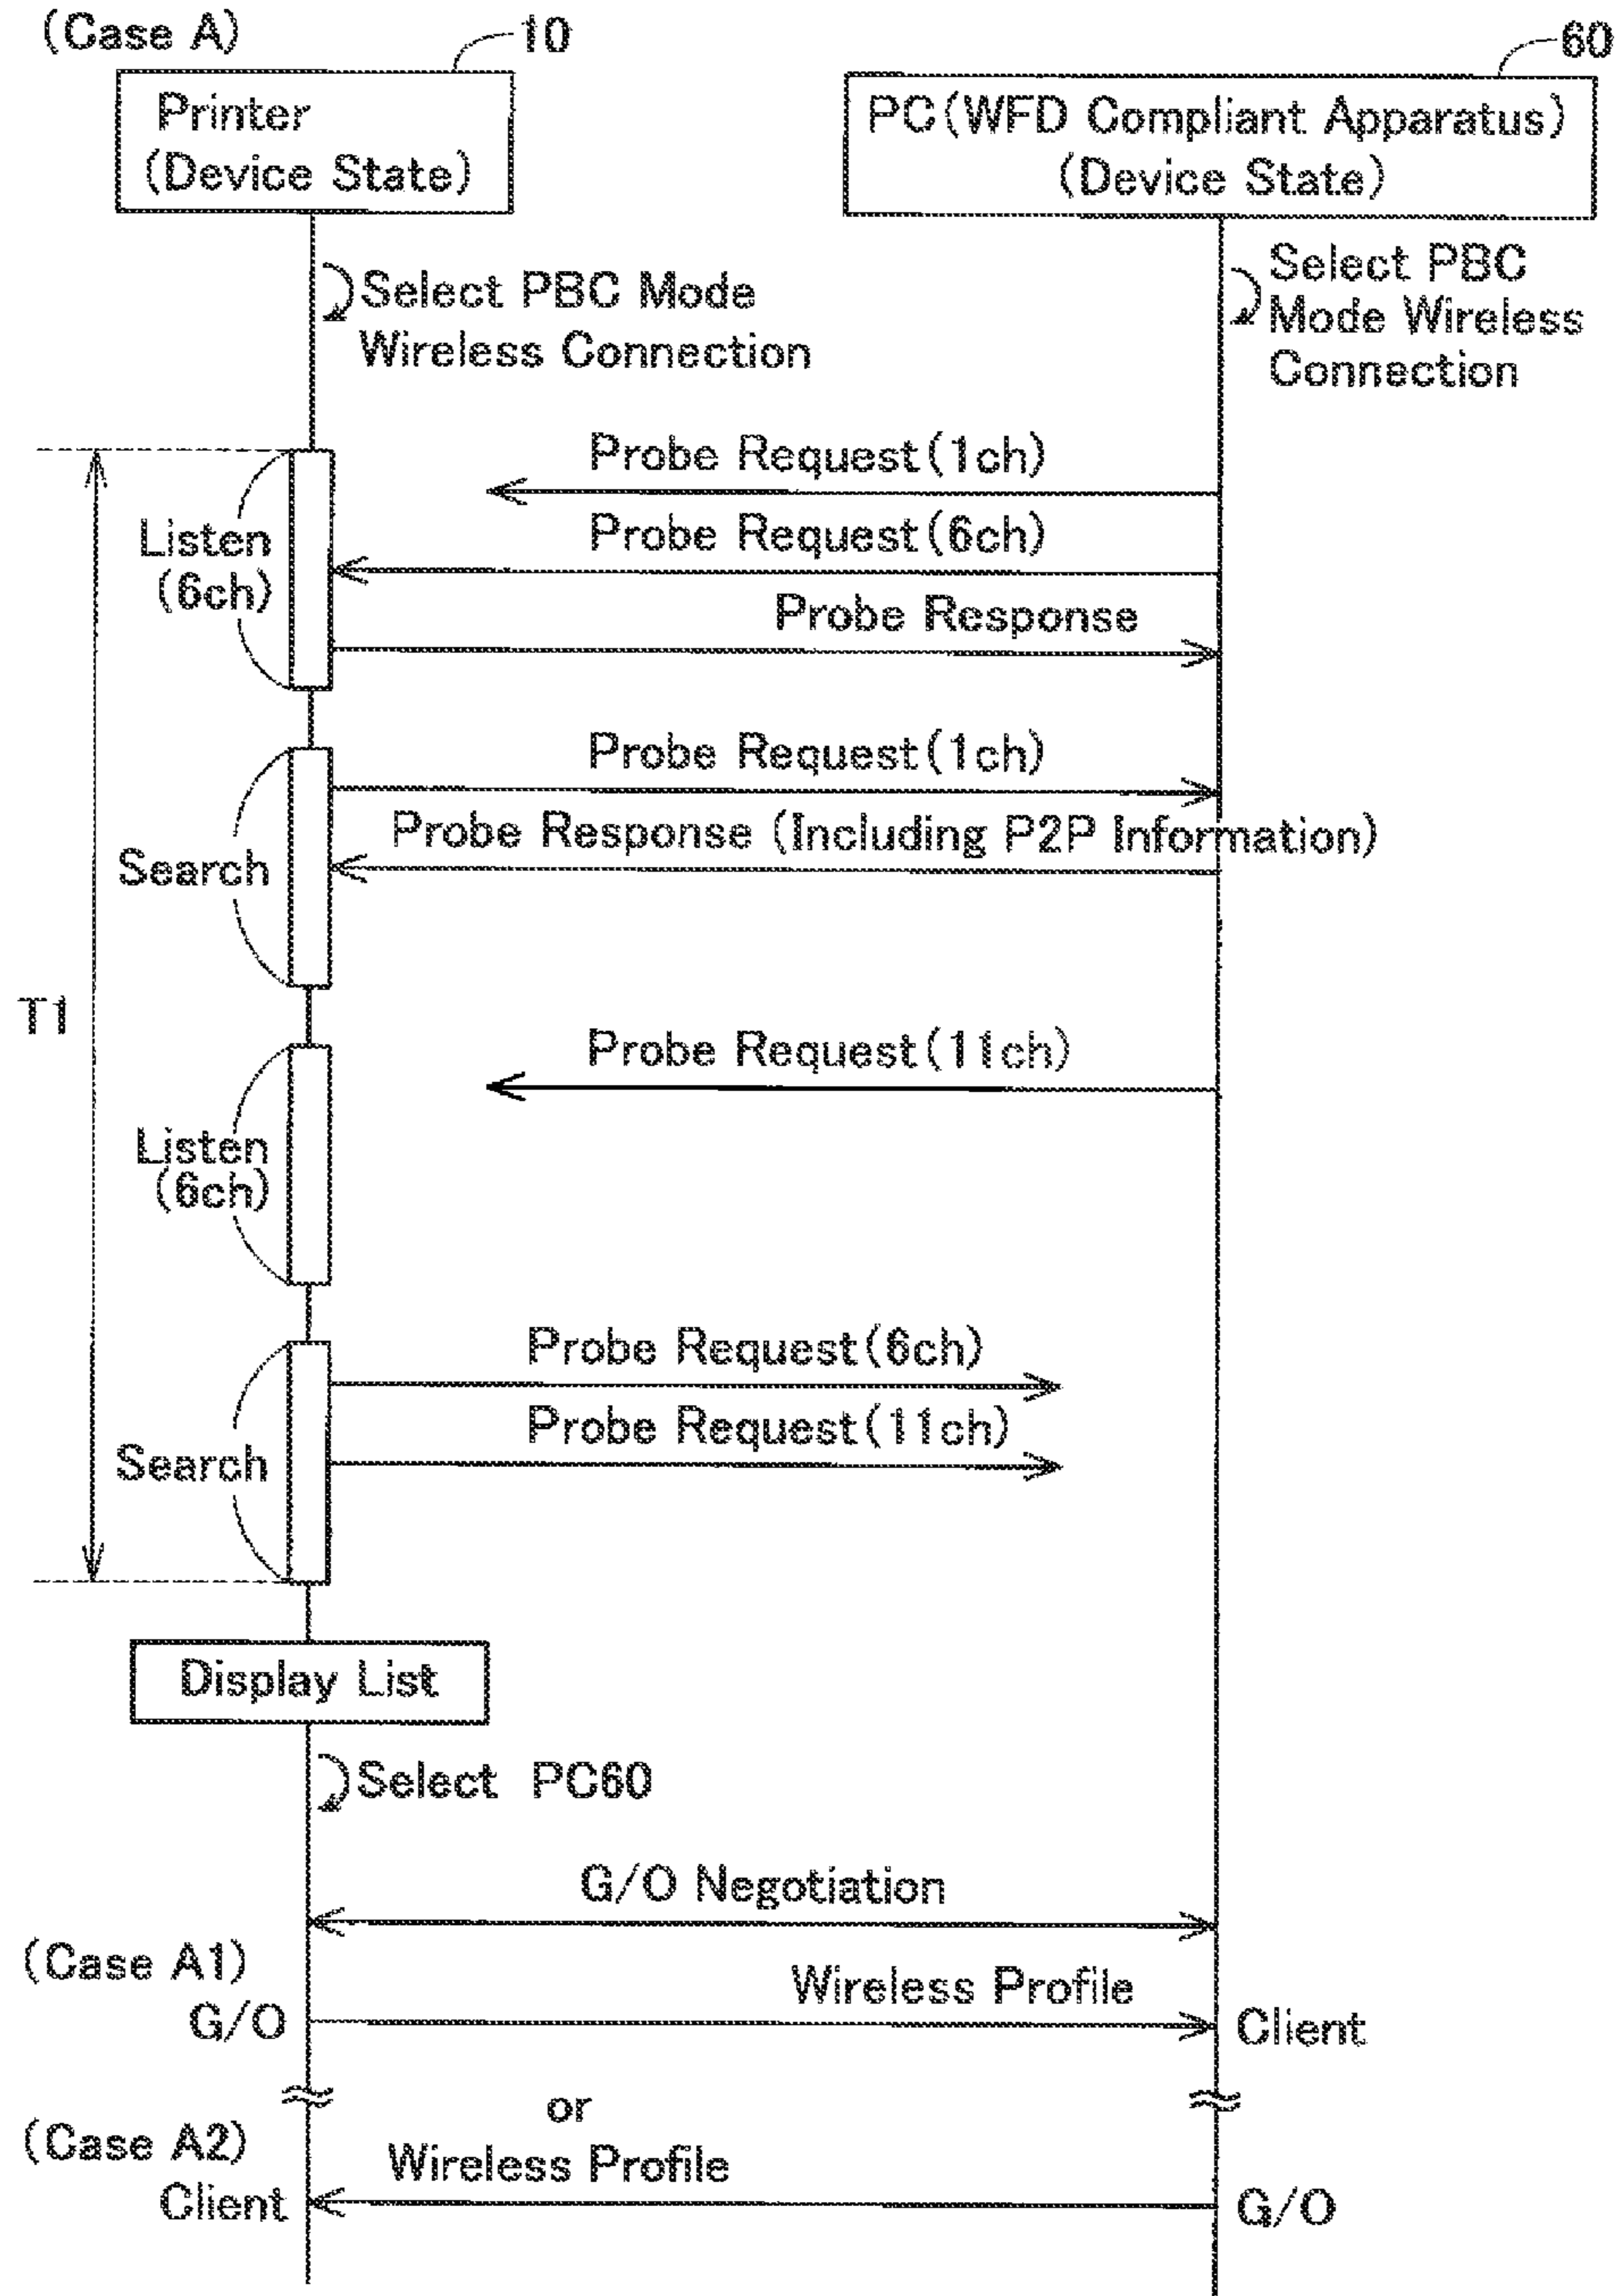 (Case A)
10
60
Printer
(Device State)
PC(WFD Compliant Apparatus)
(Device State)
Select PBC Mode
Wireless Connection
Select PBC
Mode Wireless
Connection
Probe Request(1ch)
Listen
(6ch)
Probe Request(6ch)
Probe Response
Probe Request(1ch)
Search
Probe Response (Including P2P Information)
T1
Probe Request(11ch)
Listen
(6ch)
Probe Request(6ch)
Search
Probe Request(11ch)
Display List
Select PC60
G/O Negotiation
(Case A1)
G/O
Wireless Profile
Client
or
(Case A2)
Client
Wireless Profile
G/O